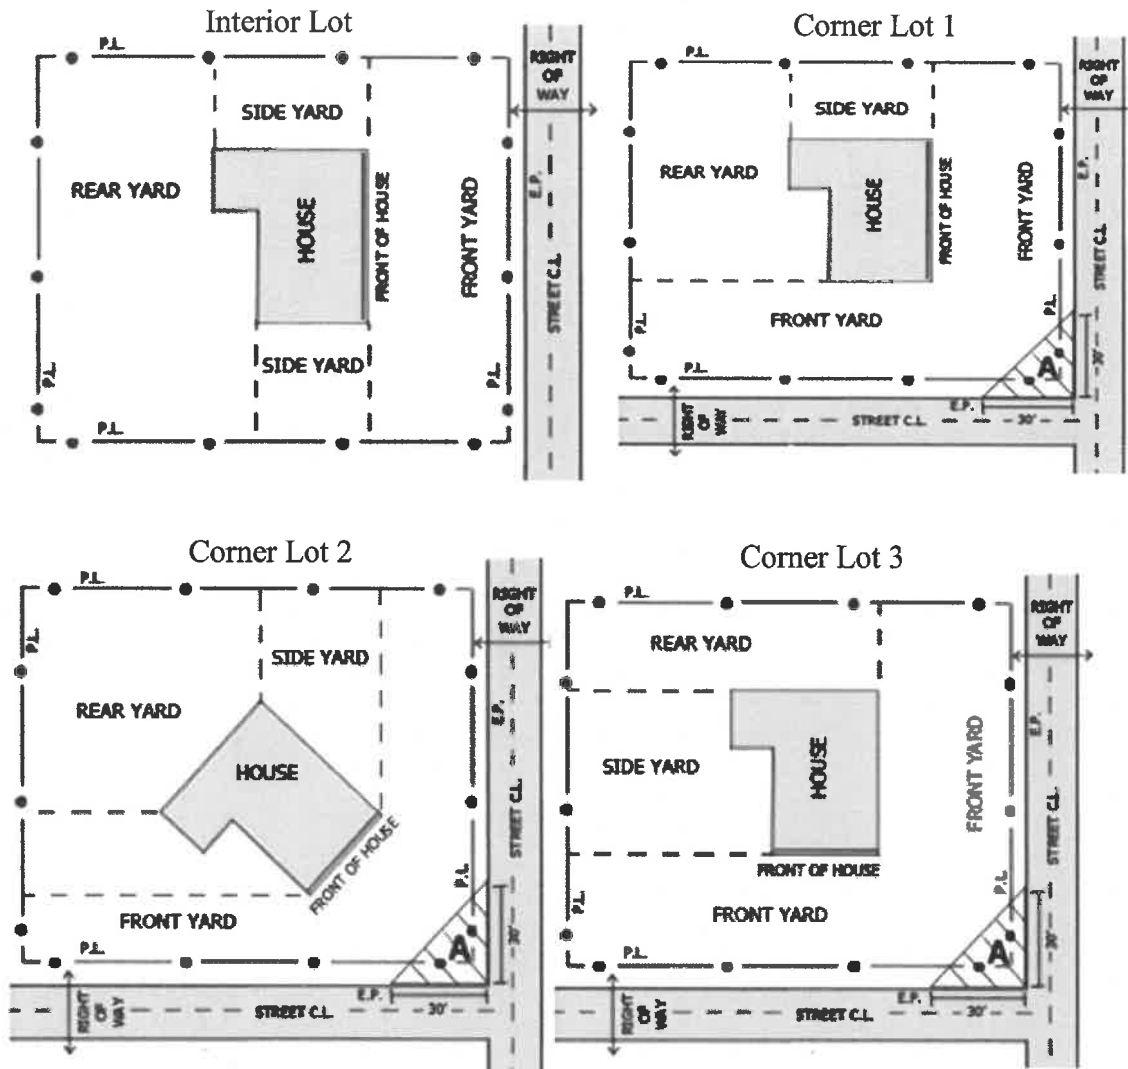 Interior Lot
P.L.
RIGHT
OF
WAY
SIDE YARD
REAR YARD
HOUSE
FRONT OF HOUSE
FRONT YARD
E.P.
STREET C.L.
SIDE YARD
P.L.
P.L.
P.L.
Corner Lot 1
P.L.
RIGHT
OF
WAY
SIDE YARD
REAR YARD
HOUSE
FRONT OF HOUSE
FRONT YARD
E.P.
STREET C.L.
FRONT YARD
P.L.
P.L.
P.L.
A
30'
E.P.
30'
RIGHT
OF
WAY
STREET C.L.
Corner Lot 2
P.L.
RIGHT
OF
WAY
P.L.
SIDE YARD
REAR YARD
E.P.
HOUSE
STREET C.L.
FRONT OF HOUSE
FRONT YARD
P.L.
P.L.
A
30'
E.P.
30'
RIGHT
OF
WAY
STREET C.L.
Corner Lot 3
P.L.
RIGHT
OF
WAY
REAR YARD
E.P.
SIDE YARD
HOUSE
FRONT YARD
STREET C.L.
FRONT OF HOUSE
FRONT YARD
P.L.
P.L.
P.L.
A
30'
E.P.
30'
RIGHT
OF
WAY
STREET C.L.